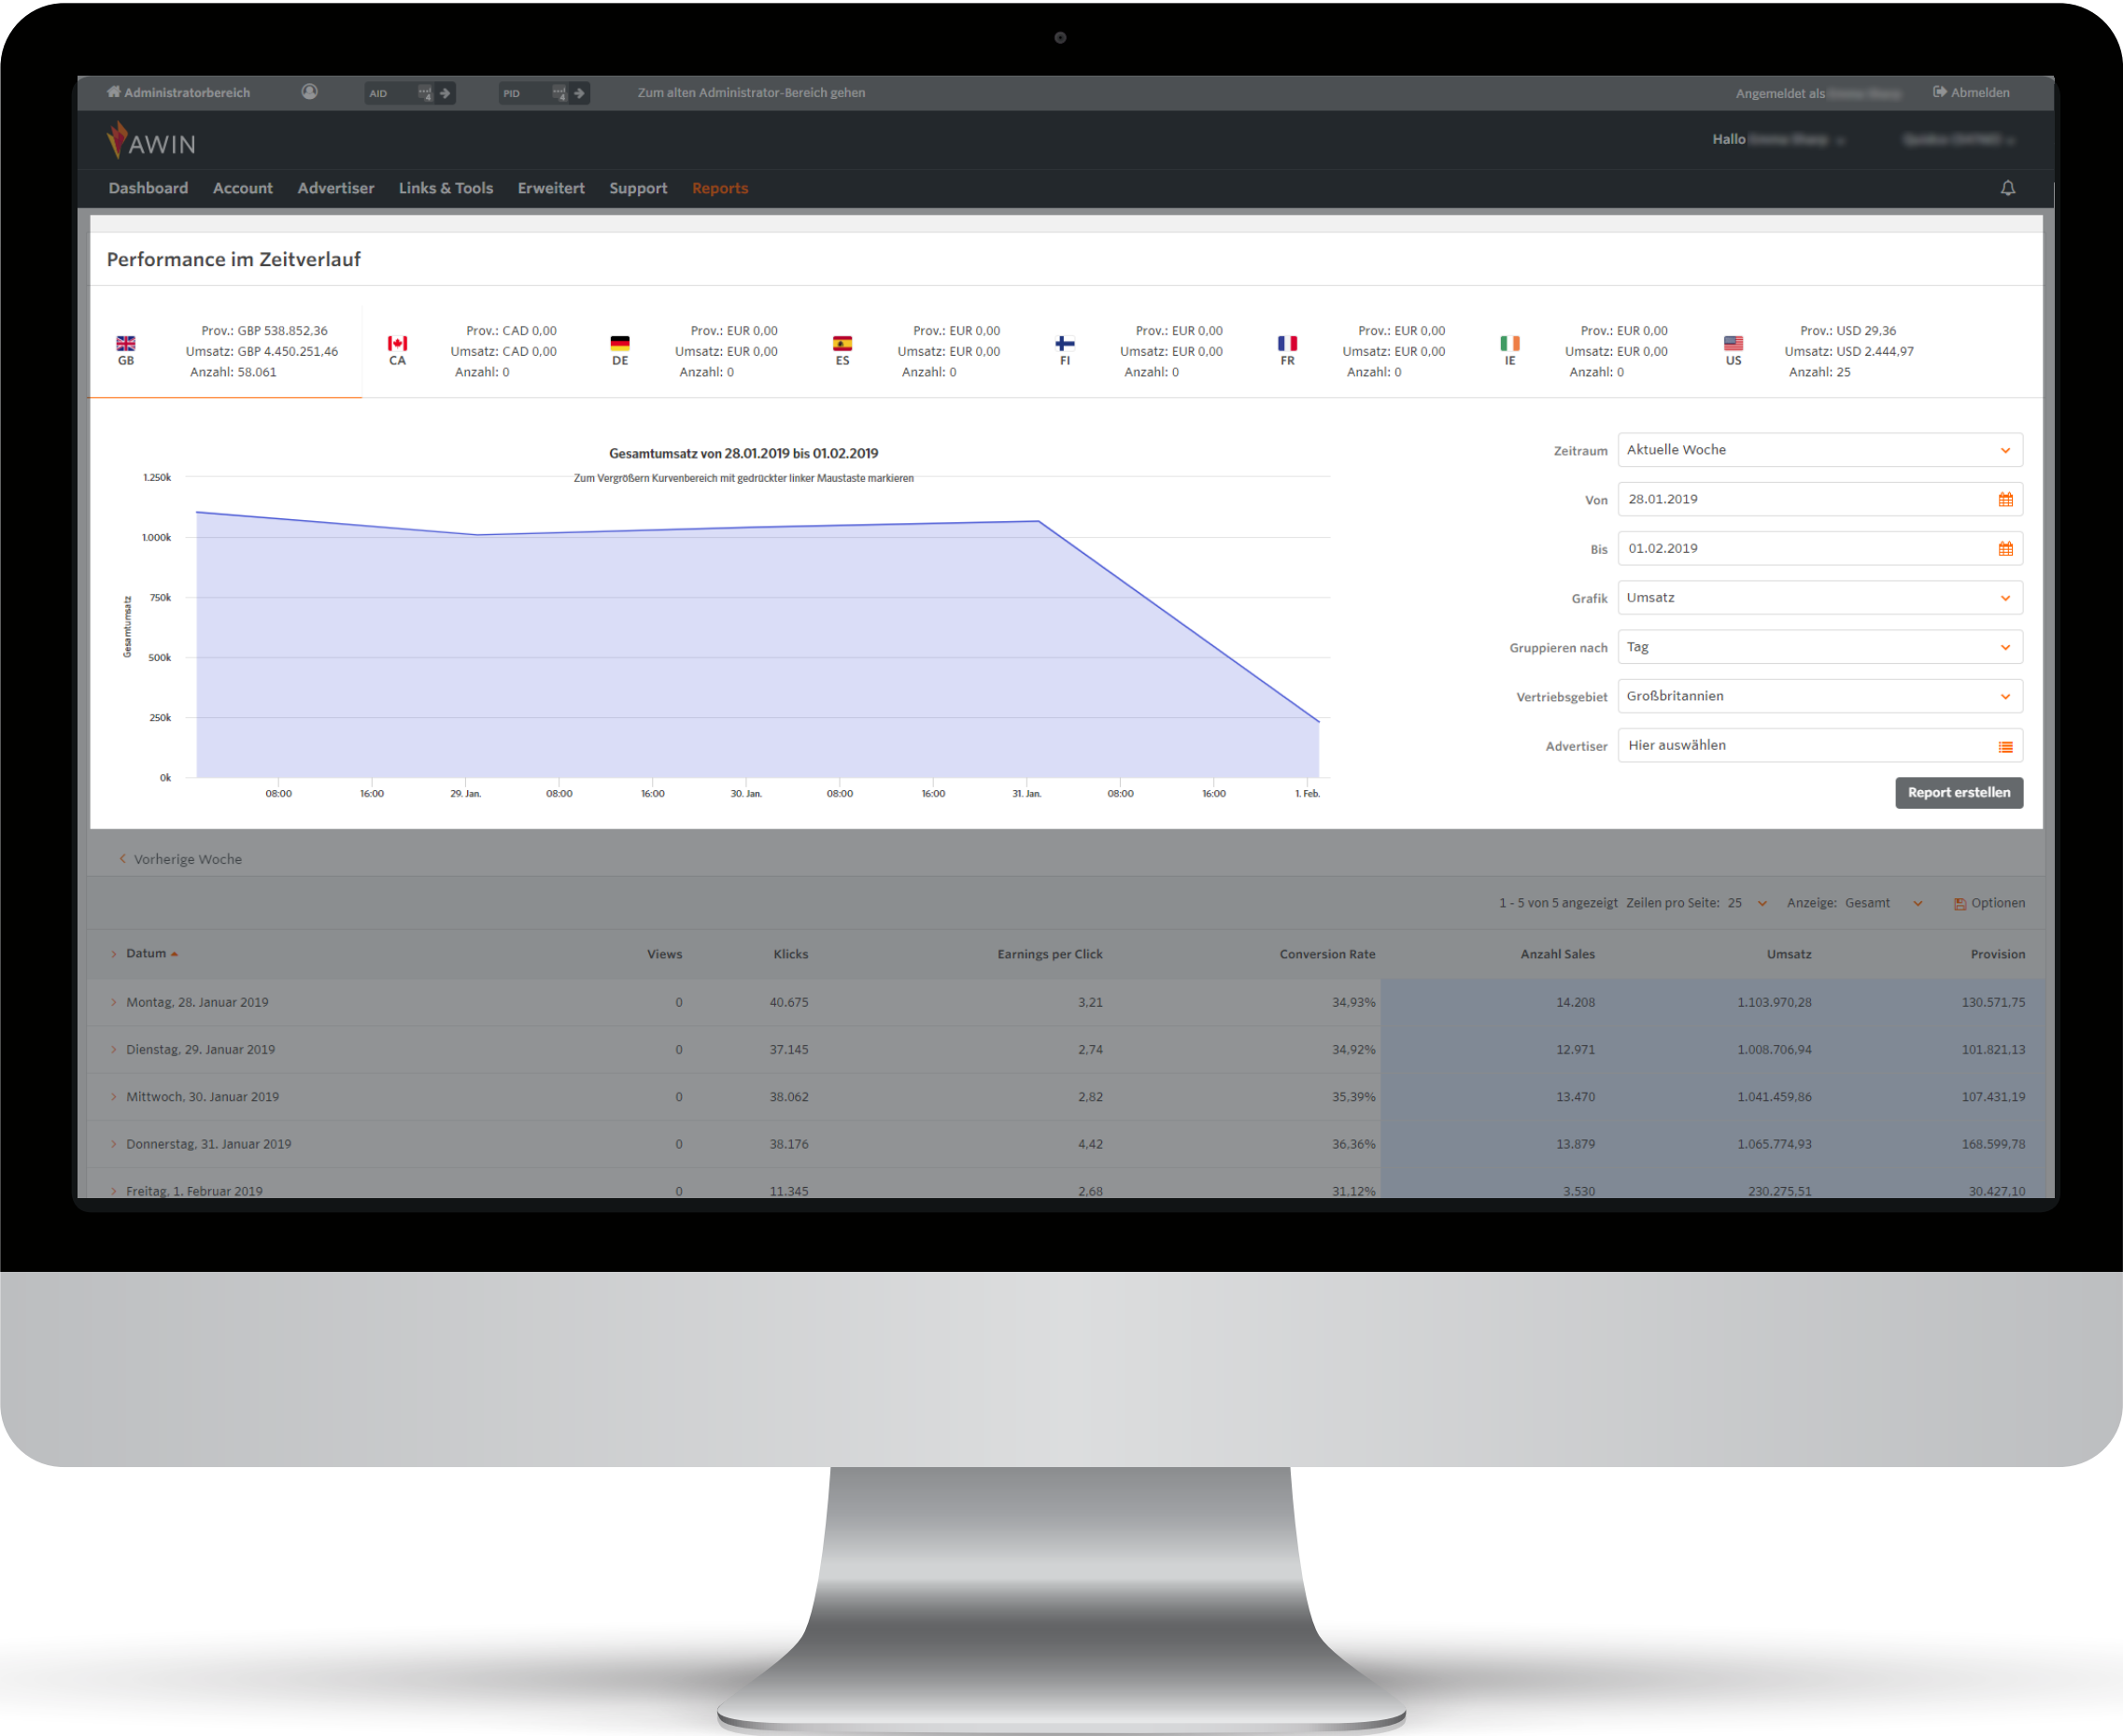 Administratorbereich AID PID Zum alten Administrator-Bereich gehen Angemeldet als Abmelden
AWIN Hallo
Dashboard Account Advertiser Links & Tools Erweitert Support Reports
Performance im Zeitverlauf
GB Prov.: GBP 538.852,36
Umsatz: GBP 4.450.251,46
Anzahl: 58.061
CA Prov.: CAD 0,00
Umsatz: CAD 0,00
Anzahl: 0
DE Prov.: EUR 0,00
Umsatz: EUR 0,00
Anzahl: 0
ES Prov.: EUR 0,00
Umsatz: EUR 0,00
Anzahl: 0
FI Prov.: EUR 0,00
Umsatz: EUR 0,00
Anzahl: 0
FR Prov.: EUR 0,00
Umsatz: EUR 0,00
Anzahl: 0
IE Prov.: EUR 0,00
Umsatz: EUR 0,00
Anzahl: 0
US Prov.: USD 29,36
Umsatz: USD 2.444,97
Anzahl: 25
Gesamtumsatz von 28.01.2019 bis 01.02.2019
Zum Vergrößern Kurvenbereich mit gedrückter linker Maustaste markieren
Gesamtumsatz
1.250k
1.000k
750k
500k
250k
0k
08:00 16:00 29. Jan. 08:00 16:00 30. Jan. 08:00 16:00 31. Jan. 08:00 16:00 1. Feb.
Zeitraum Aktuelle Woche
Von 28.01.2019
Bis 01.02.2019
Grafik Umsatz
Gruppieren nach Tag
Vertriebsgebiet Großbritannien
Advertiser Hier auswählen
Report erstellen
Vorherige Woche
1 - 5 von 5 angezeigt Zeilen pro Seite: 25 Anzeige: Gesamt Optionen
Datum Views Klicks Earnings per Click Conversion Rate Anzahl Sales Umsatz Provision
Montag, 28. Januar 2019 0 40.675 3,21 34,93% 14.208 1.103.970,28 130.571,75
Dienstag, 29. Januar 2019 0 37.145 2,74 34,92% 12.971 1.008.706,94 101.821,13
Mittwoch, 30. Januar 2019 0 38.062 2,82 35,39% 13.470 1.041.459,86 107.431,19
Donnerstag, 31. Januar 2019 0 38.176 4,42 36,36% 13.879 1.065.774,93 168.599,78
Freitag, 1. Februar 2019 0 11.345 2,68 31,12% 3.530 230.275,51 30.427,10